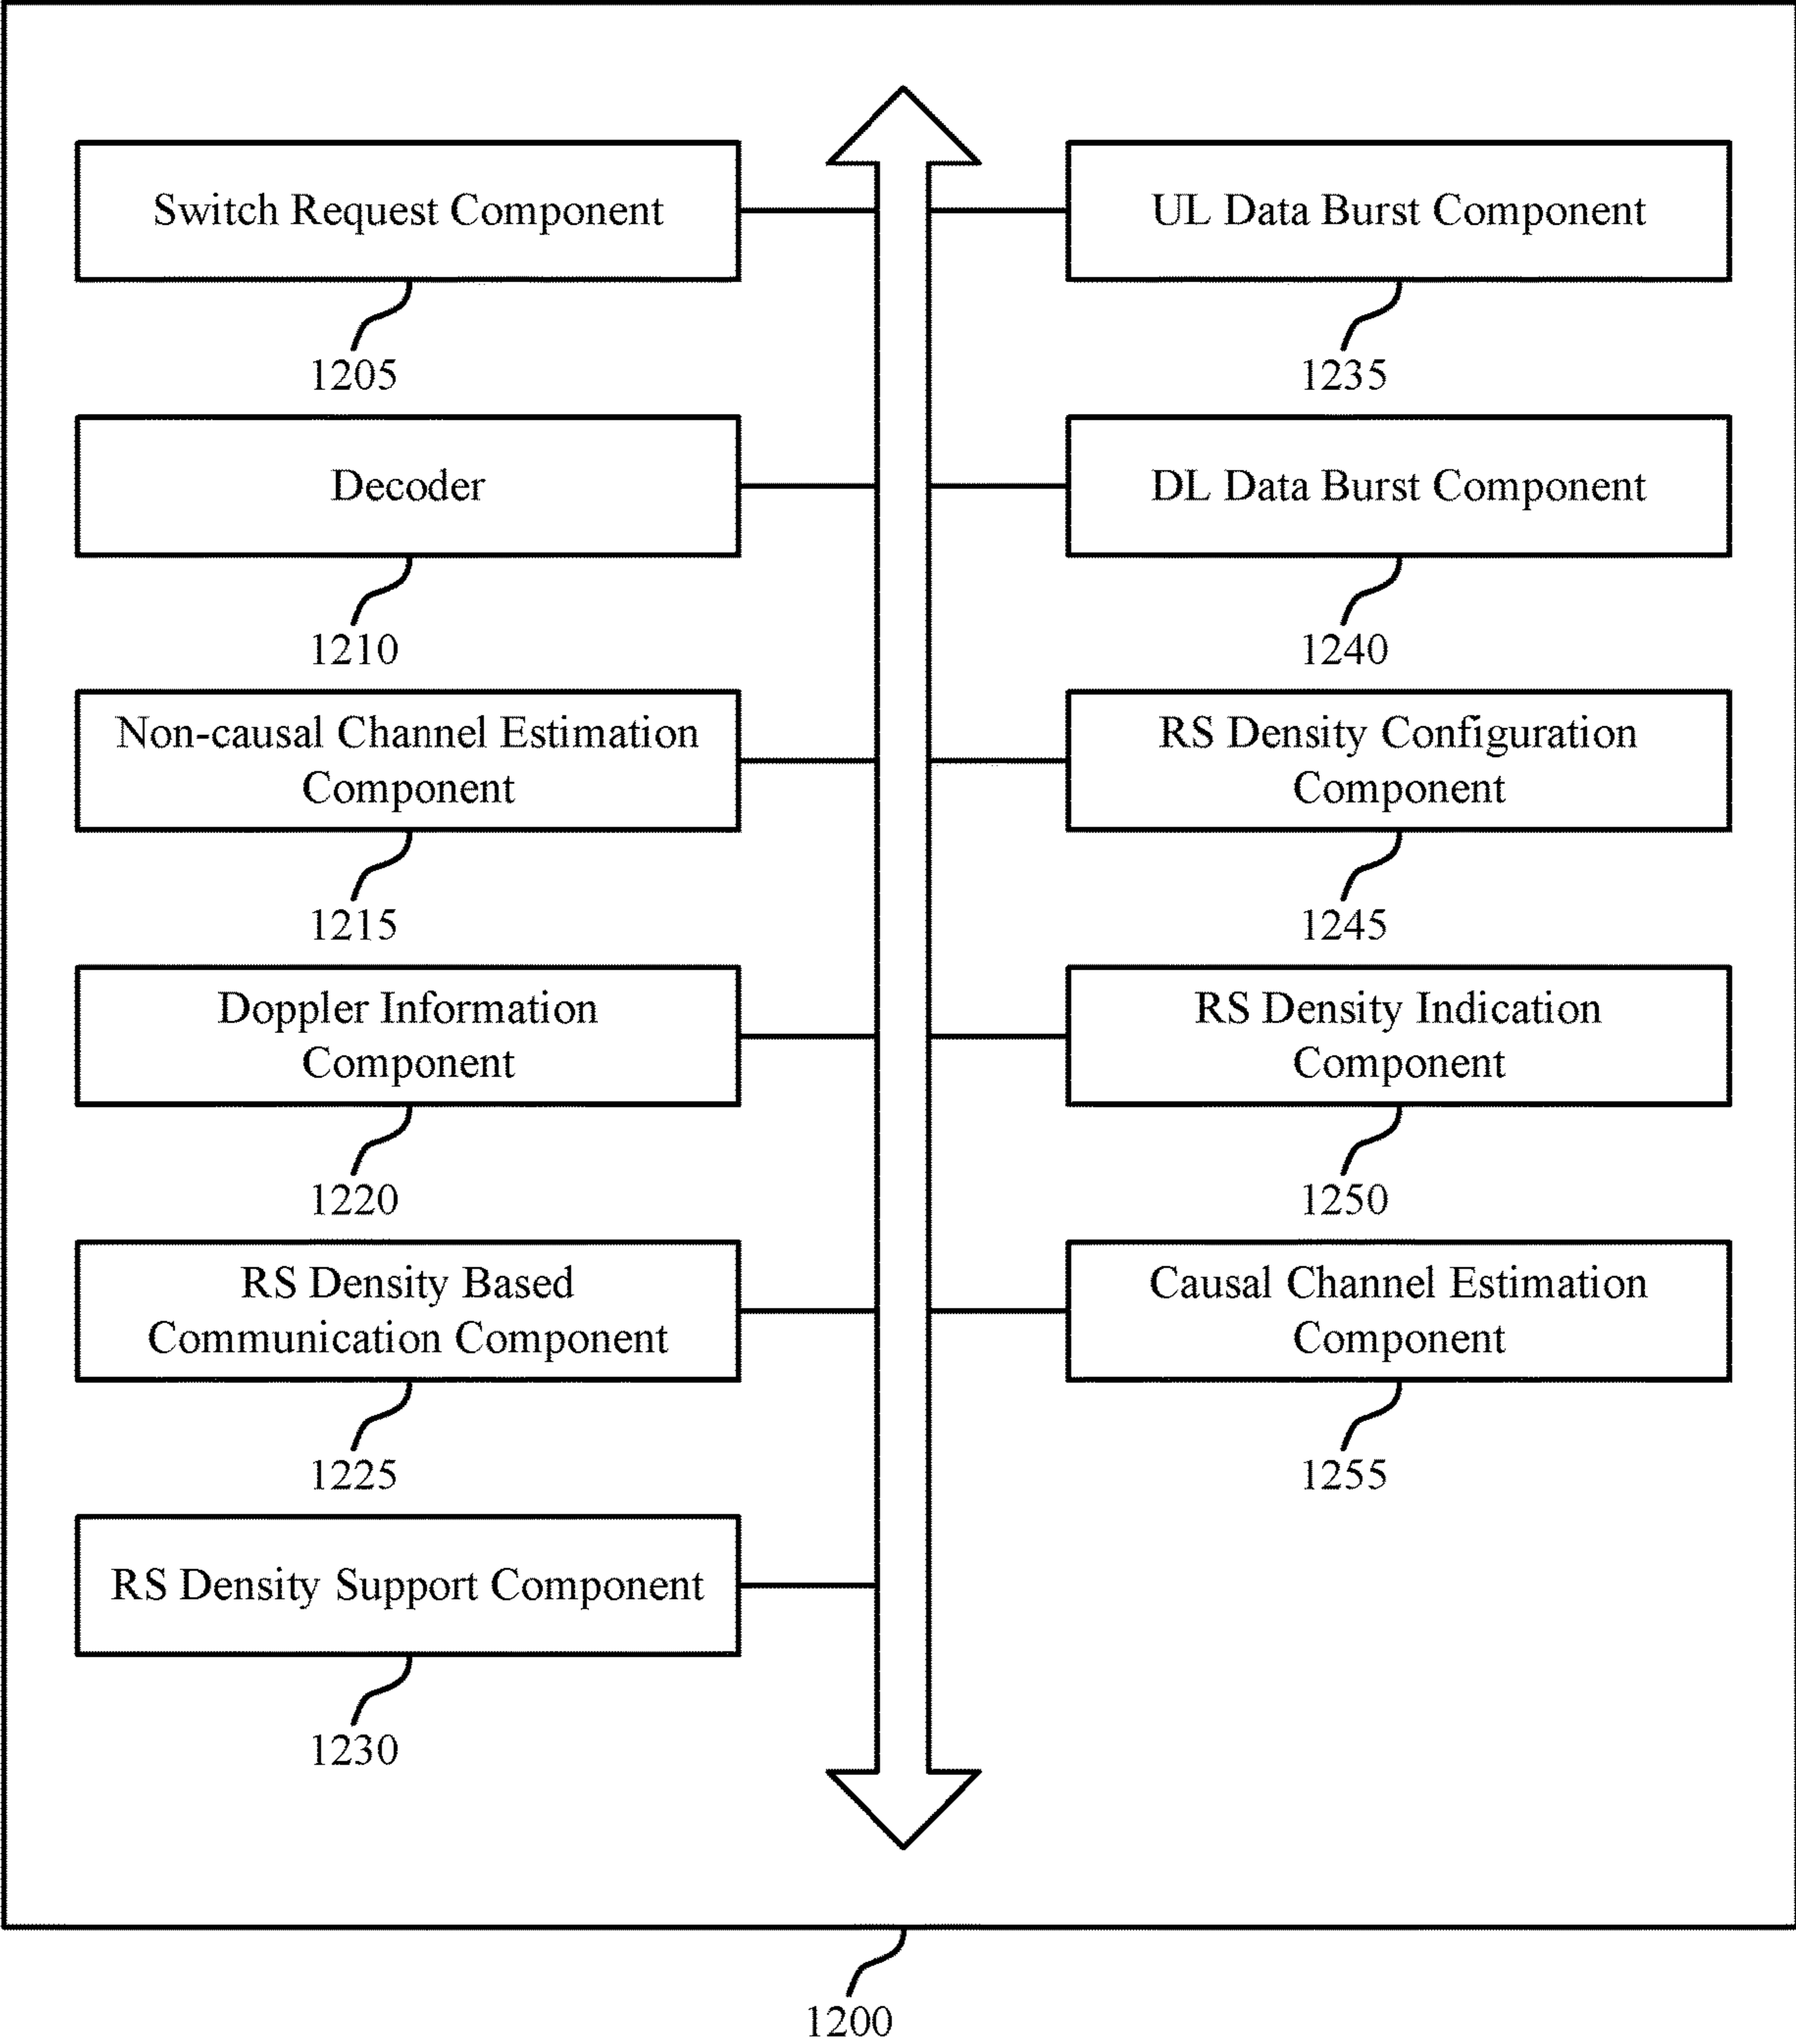 Switch Request Component
1205
Decoder
1210
Non-causal Channel Estimation
Component
1215
Doppler Information
Component
1220
RS Density Based
Communication Component
1225
RS Density Support Component
1230
UL Data Burst Component
1235
DL Data Burst Component
1240
RS Density Configuration
Component
1245
RS Density Indication
Component
1250
Causal Channel Estimation
Component
1255
1200